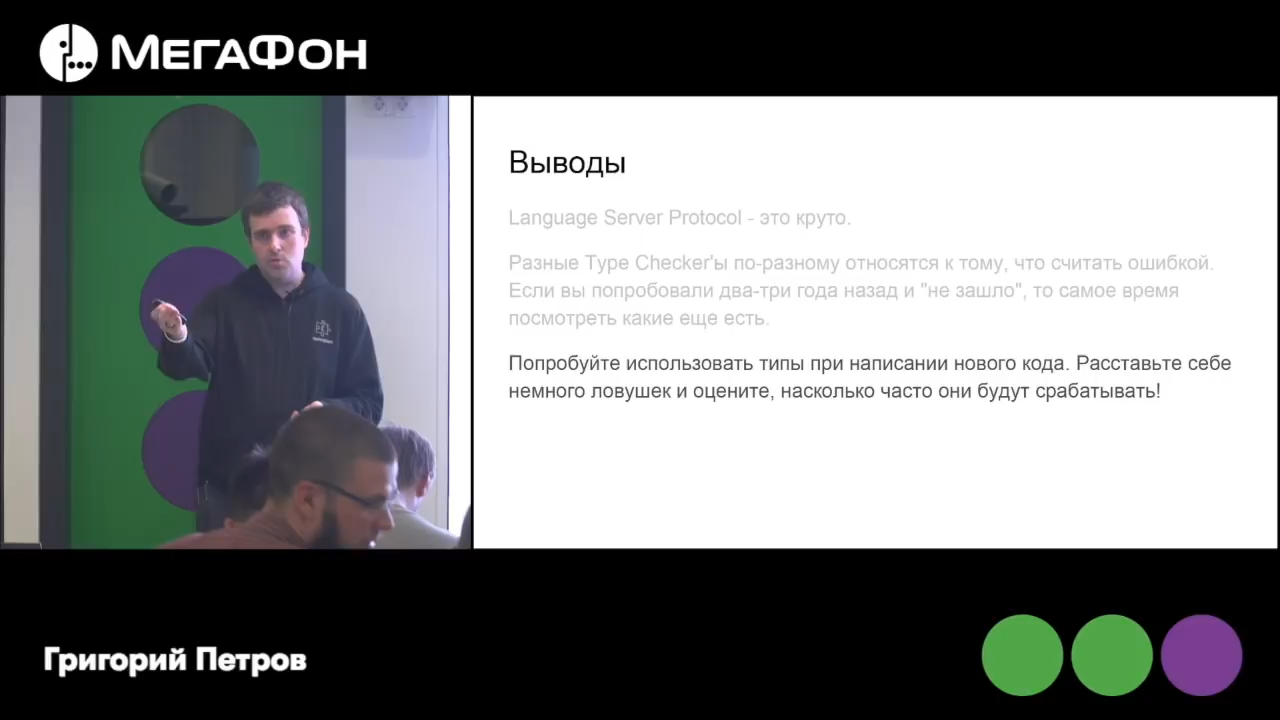 МЕГАФОН
Выводы
Language Server Protocol - это круто.
Разные Type Checker'ы по-разному относятся к тому, что считать ошибкой.
Если вы попробовали два-три года назад и "не зашло", то самое время
посмотреть какие еще есть.
Попробуйте использовать типы при написании нового кода. Расставьте себе
немного ловушек и оцените, насколько часто они будут срабатывать!
Григорий Петров